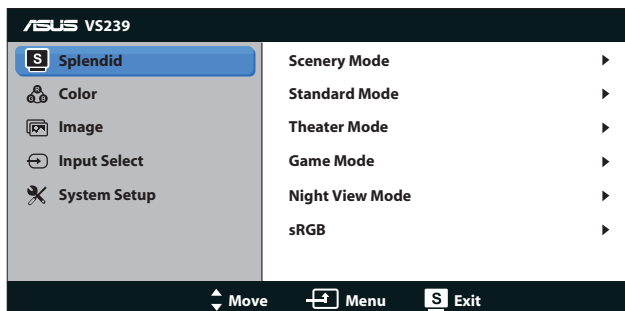 ASUS VS239
S Splendid
Color
Image
Input Select
System Setup
Scenery Mode
Standard Mode
Theater Mode
Game Mode
Night View Mode
sRGB
Move Menu S Exit